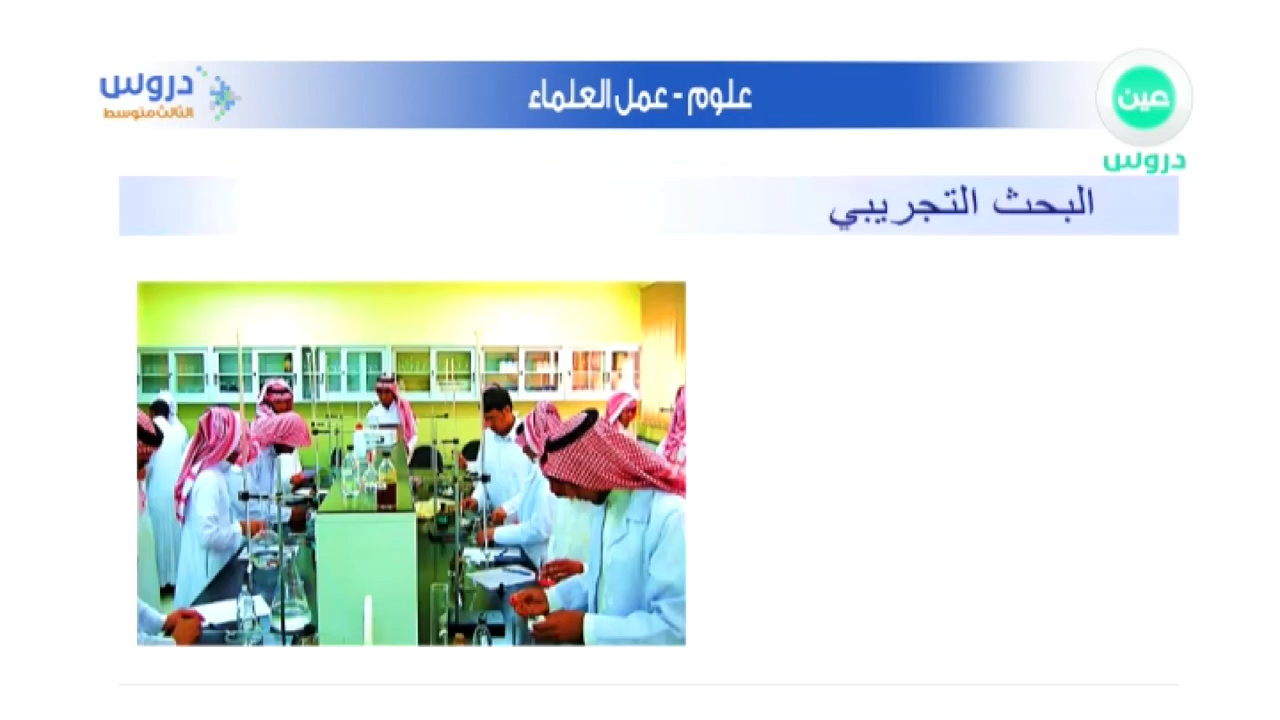 علوم - عمل العلماء
عين
دروس
دروس
الثالث متوسط
البحث التجريبي